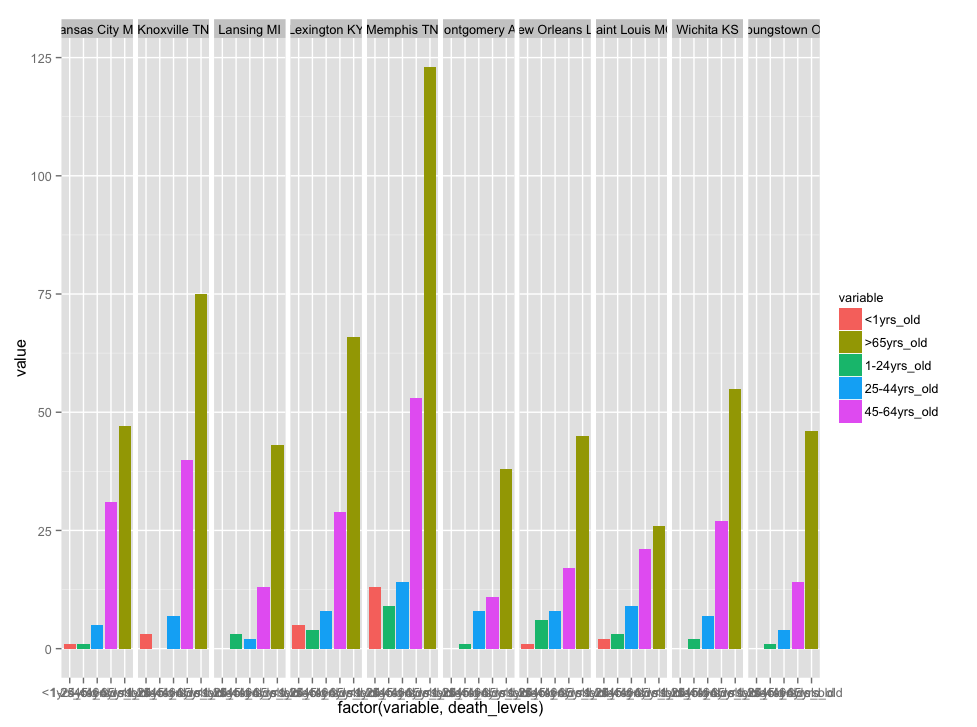 ansas City M Knoxville TN Lansing MI Lexington KY Memphis TN ontgomery A ew Orleans L aint Louis M Wichita KS oungstown O
125
100
75
50
25
0
value
factor(variable, death_levels)
variable
<1yrs_old
>65yrs_old
1-24yrs_old
25-44yrs_old
45-64yrs_old